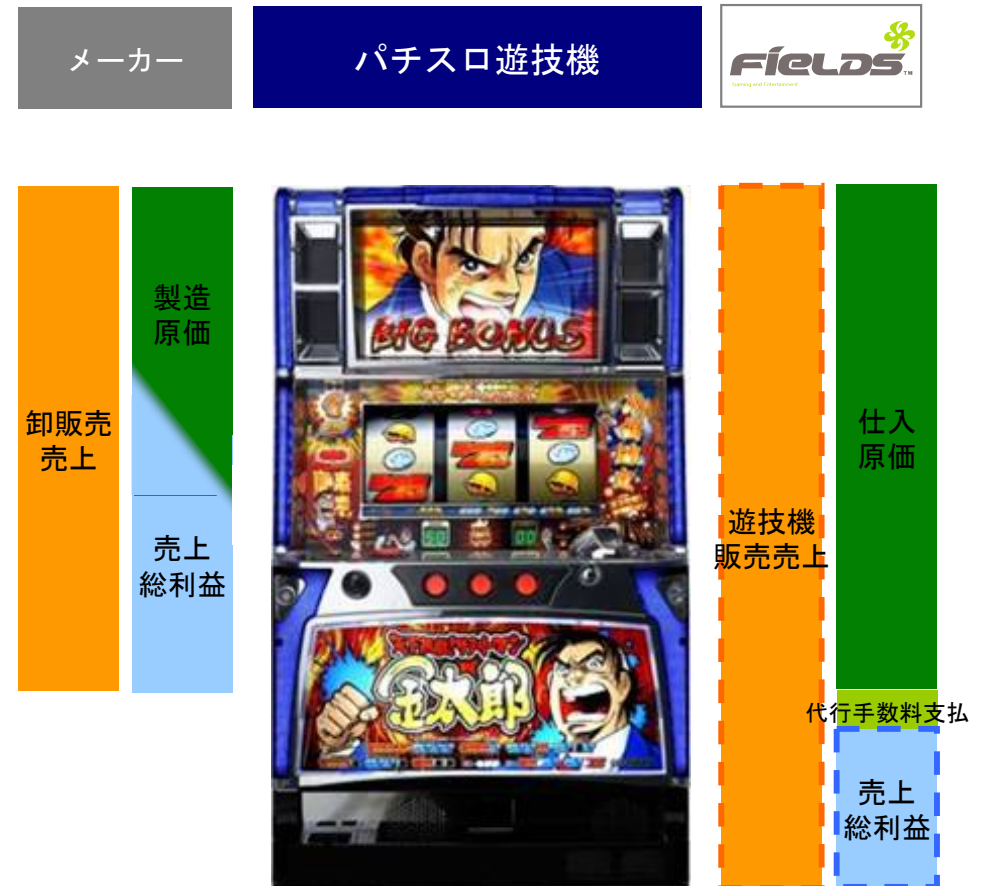 メーカー
パチスロ遊技機
FIELDS
TM
製造
原価
卸販売
売上
売上
総利益
BIG BONUS
金太郎
遊技機
販売売上
仕入
原価
代行手数料支払
売上
総利益